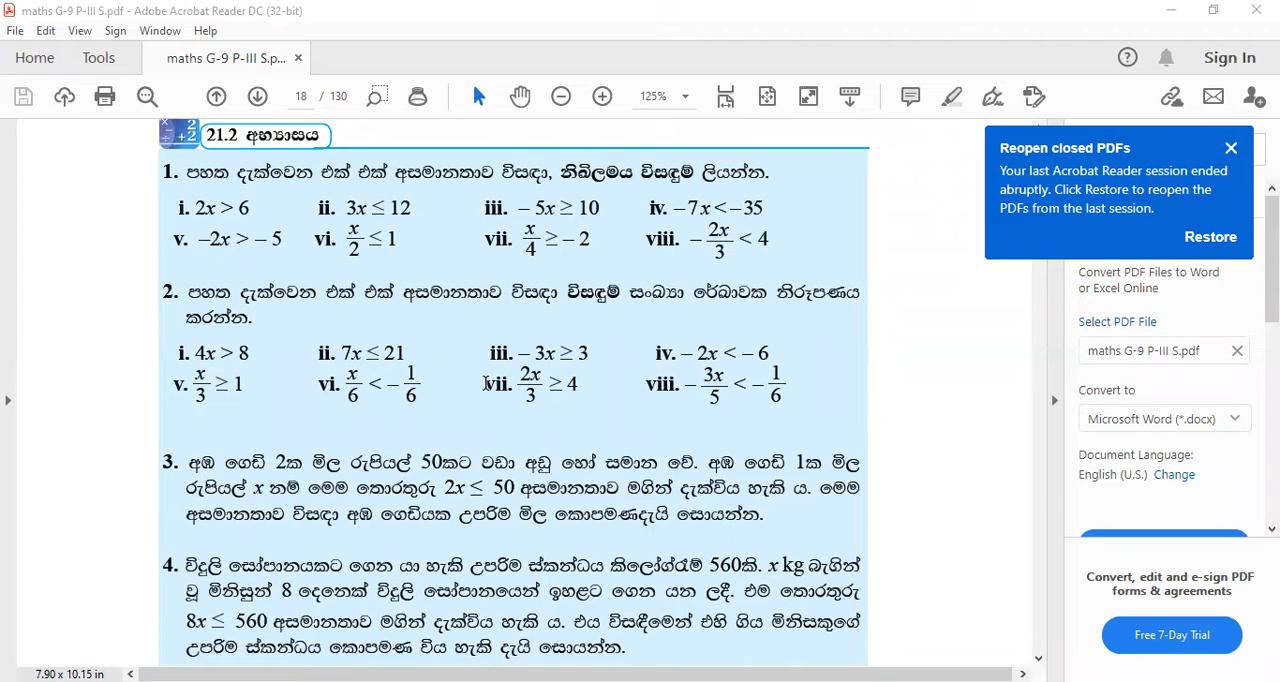 maths G-9 P-III S.pdf - Adobe Acrobat Reader DC (32-bit)
File Edit View Sign Window Help
Home Tools maths G-9 P-III S.p... × Sign In
18 / 130 125%
21.2 අභ්‍යාසය
1. පහත දැක්වෙන එක් එක් අසමානතාව විසඳා, නිඛිලමය විසඳුම් ලියන්න.
i. 2x > 6 ii. 3x ≤ 12 iii. – 5x ≥ 10 iv. –7x < –35
v. –2x > – 5 vi. x/2 ≤ 1 vii. x/4 ≥ – 2 viii. – 2x/3 < 4
2. පහත දැක්වෙන එක් එක් අසමානතාව විසඳා විසඳුම් සංඛ්‍යා රේඛාවක නිරූපණය
කරන්න.
i. 4x > 8 ii. 7x ≤ 21 iii. – 3x ≥ 3 iv. – 2x < – 6
v. x/3 ≥ 1 vi. x/6 < – 1/6 vii. 2x/3 ≥ 4 viii. – 3x/5 < – 1/6
3. අඹ ගෙඩි 2ක මිල රුපියල් 50කට වඩා අඩු හෝ සමාන වේ. අඹ ගෙඩි 1ක මිල
රුපියල් x නම් මෙම තොරතුරු 2x ≤ 50 අසමානතාව මගින් දැක්විය හැකි ය. මෙම
අසමානතාව විසඳා අඹ ගෙඩියක උපරිම මිල කොපමණදැයි සොයන්න.
4. විදුලි සෝපානයකට ගෙන යා හැකි උපරිම ස්කන්ධය කිලෝග්‍රෑම් 560කි. x kg බැගින්
වූ මිනිසුන් 8 දෙනෙක් විදුලි සෝපානයෙන් ඉහළට ගෙන යන ලදී. එම තොරතුරු
8x ≤ 560 අසමානතාව මගින් දැක්විය හැකි ය. එය විසඳීමෙන් එහි ගිය මිනිසකුගේ
උපරිම ස්කන්ධය කොපමණ විය හැකි දැයි සොයන්න.
7.90 x 10.15 in
Reopen closed PDFs
Your last Acrobat Reader session ended
abruptly. Click Restore to reopen the
PDFs from the last session.
Restore
Convert PDF Files to Word
or Excel Online
Select PDF File
maths G-9 P-III S.pdf
Convert to
Microsoft Word (*.docx)
Document Language:
English (U.S.) Change
Convert, edit and e-sign PDF
forms & agreements
Free 7-Day Trial